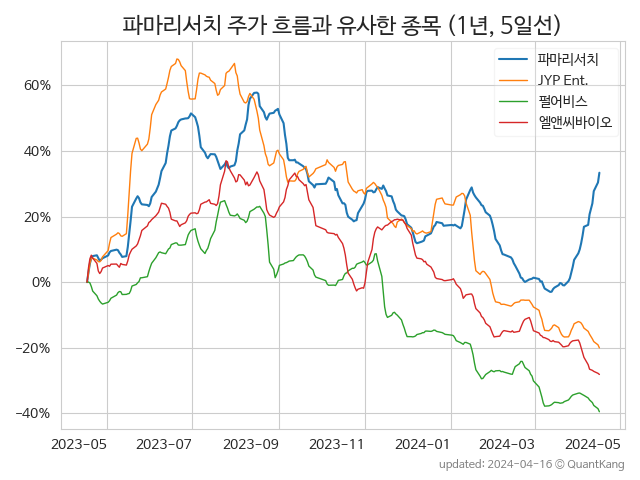 파마리서치 주가 흐름과 유사한 종목 (1년, 5일선)
파마리서치
JYP Ent.
펄어비스
엘앤씨바이오
60%
40%
20%
0%
−20%
−40%
2023-05 2023-07 2023-09 2023-11 2024-01 2024-03 2024-05
updated: 2024-04-16 © QuantKang